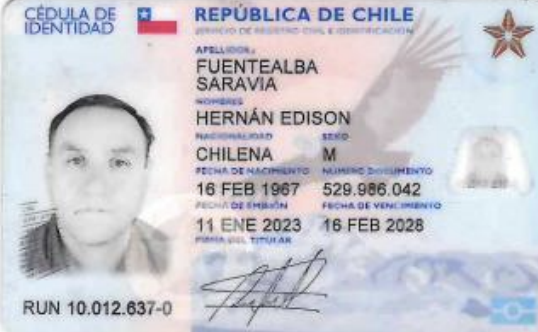 CÉDULA DE IDENTIDAD
REPÚBLICA DE CHILE
SERVICIO DE REGISTRO CIVIL E IDENTIFICACIÓN
APELLIDOS
FUENTEALBA
SARAVIA
NOMBRES
HERNÁN EDISON
NACIONALIDAD SEXO
CHILENA M
FECHA DE NACIMIENTO NÚMERO DOCUMENTO
16 FEB 1967 529.986.042
FECHA DE EMISIÓN FECHA DE VENCIMIENTO
11 ENE 2023 16 FEB 2028
FIRMA DEL TITULAR
RUN 10.012.637-0